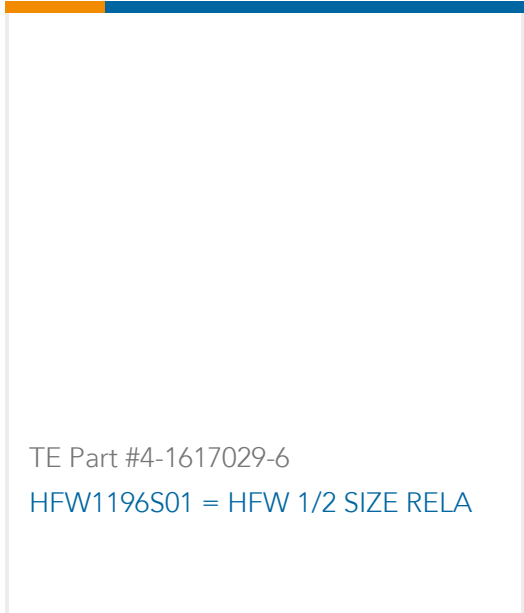 TE Part #4-1617029-6
HFW1196S01 = HFW 1/2 SIZE RELA